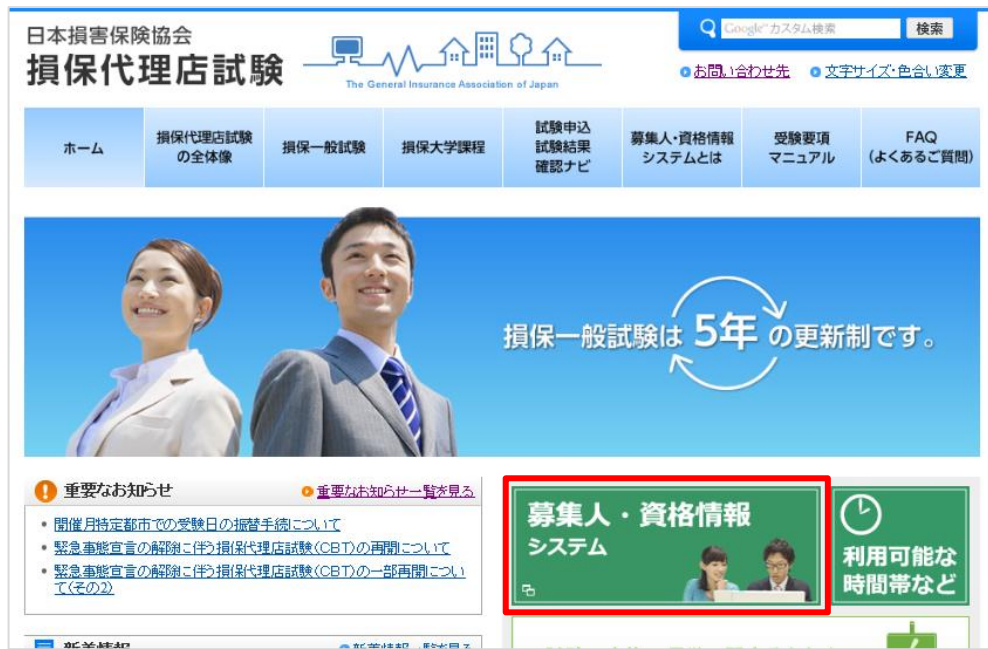 日本損害保険協会
損保代理店試験
The General Insurance Association of Japan
Google カスタム検索
検索
お問い合わせ先
文字サイズ・色合い変更
ホーム
損保代理店試験
の全体像
損保一般試験
損保大学課程
試験申込
試験結果
確認ナビ
募集人・資格情報
システムとは
受験要項
マニュアル
FAQ
(よくあるご質問)
損保一般試験は 5年 の更新制です。
重要なお知らせ
重要なお知らせ一覧を見る
開催月特定都市での受験日の振替手続について
緊急事態宣言の解除に伴う損保代理店試験(CBT)の再開について
緊急事態宣言の解除に伴う損保代理店試験(CBT)の一部再開につい
て(その2)
募集人・資格情報
システム
利用可能な
時間帯など
新着情報
新着情報一覧を見る